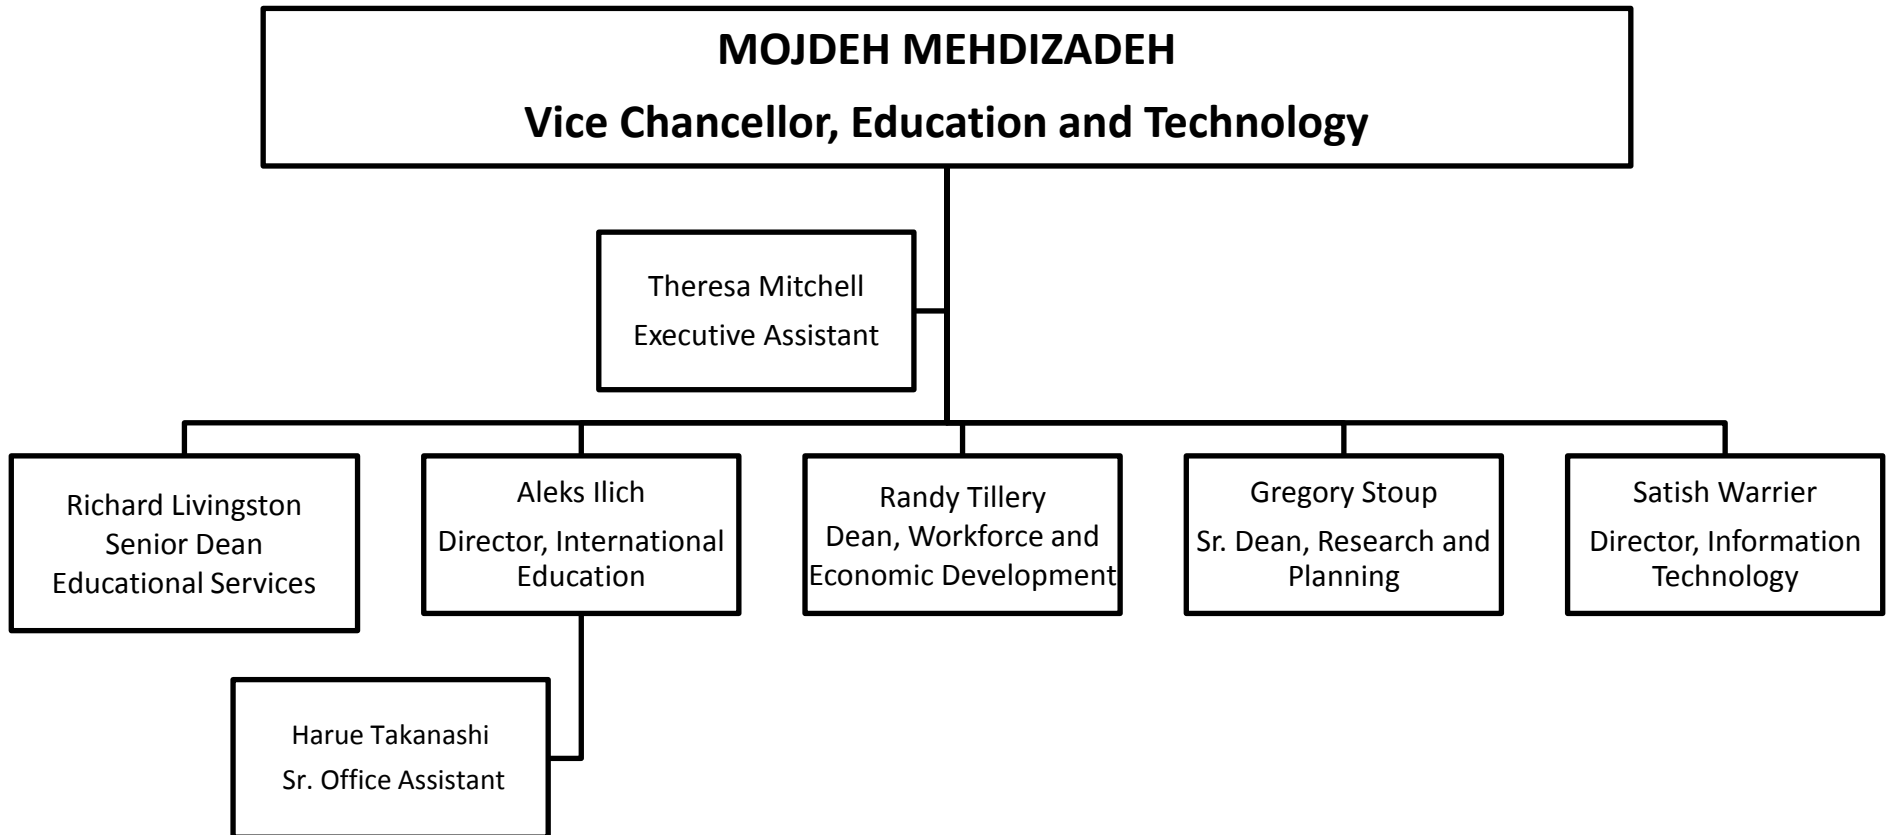 MOJDEH MEHDIZADEH
Vice Chancellor, Education and Technology
Theresa Mitchell
Executive Assistant
Richard Livingston
Senior Dean
Educational Services
Aleks Ilich
Director, International
Education
Randy Tillery
Dean, Workforce and
Economic Development
Gregory Stoup
Sr. Dean, Research and
Planning
Satish Warrier
Director, Information
Technology
Harue Takanashi
Sr. Office Assistant